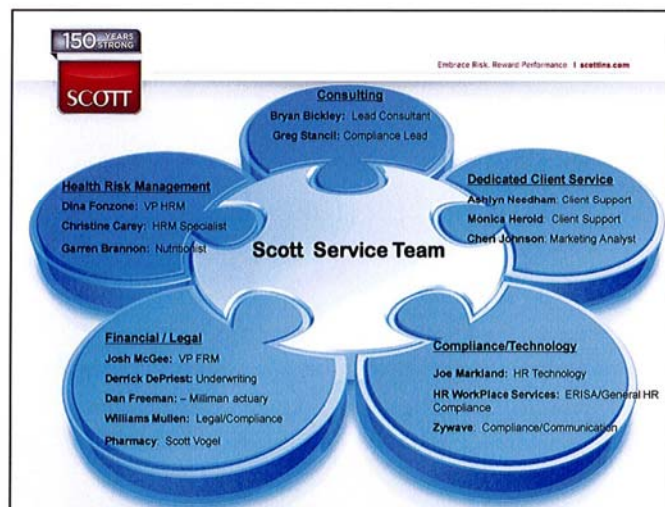 150 YEARS STRONG
SCOTT
Embrace Risk. Reward Performance | scottins.com
Consulting
Bryan Bickley: Lead Consultant
Greg Stancil: Compliance Lead
Health Risk Management
Dina Fonzone: VP HRM
Christine Carey: HRM Specialist
Garren Brannon: Nutritionist
Dedicated Client Service
Ashlyn Needham: Client Support
Monica Herold: Client Support
Cheri Johnson: Marketing Analyst
Scott Service Team
Financial / Legal
Josh McGee: VP FRM
Derrick DePriest: Underwriting
Dan Freeman: – Milliman actuary
Williams Mullen: Legal/Compliance
Pharmacy: Scott Vogel
Compliance/Technology
Joe Markland: HR Technology
HR WorkPlace Services: ERISA/General HR
Compliance
Zywave: Compliance/Communication